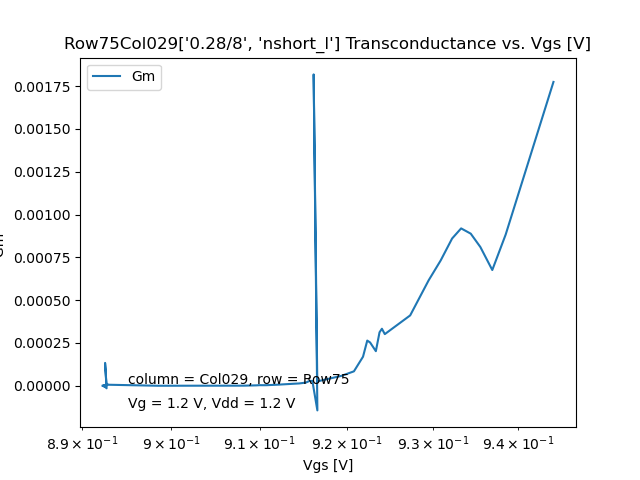 Row75Col029['0.28/8', 'nshort_l'] Transconductance vs. Vgs [V]
Gm
0.00175
0.00150
0.00125
0.00100
0.00075
0.00050
0.00025
0.00000
column = Col029, row = Row75
Vg = 1.2 V, Vdd = 1.2 V
8.9 × 10⁻¹ 9 × 10⁻¹ 9.1 × 10⁻¹ 9.2 × 10⁻¹ 9.3 × 10⁻¹ 9.4 × 10⁻¹
Vgs [V]